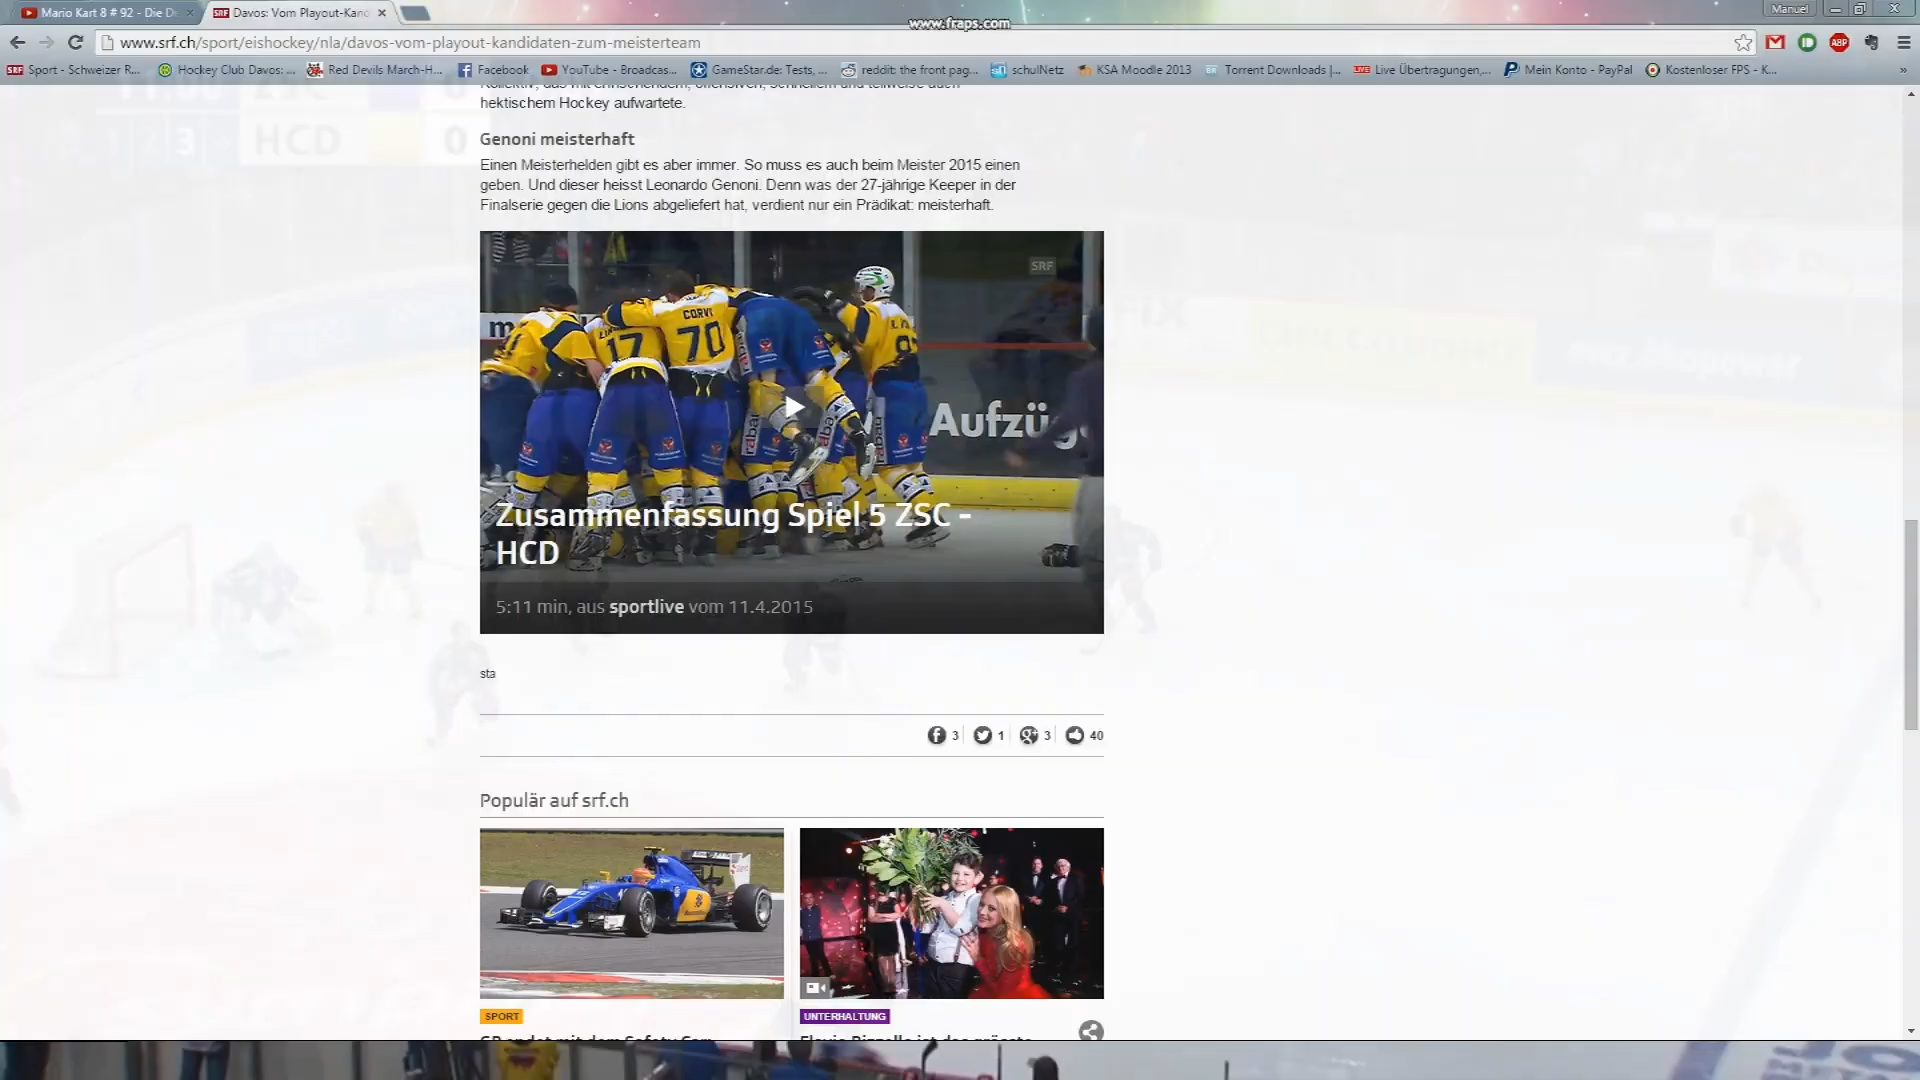 Mario Kart 8 # 92 - Die D
Davos: Vom Playout-Kand
Manuel
www.fraps.com
www.srf.ch/sport/eishockey/nla/davos-vom-playout-kandidaten-zum-meisterteam
SRF Sport - Schweizer R... Hockey Club Davos: ... Red Devils March-H... Facebook YouTube - Broadcas... GameStar.de: Tests, ... reddit: the front pag... schulNetz KSA Moodle 2013 Torrent Downloads |... Live Übertragungen,... Mein Konto - PayPal Kostenloser FPS - K...
hektischem Hockey aufwartete.
HCD 0
3
Genoni meisterhaft
Einen Meisterhelden gibt es aber immer. So muss es auch beim Meister 2015 einen
geben. Und dieser heisst Leonardo Genoni. Denn was der 27-jährige Keeper in der
Finalserie gegen die Lions abgeliefert hat, verdient nur ein Prädikat: meisterhaft.
SRF
CORVI
17
70
Aufzüg
Zusammenfassung Spiel 5 ZSC -
HCD
5:11 min, aus sportlive vom 11.4.2015
sta
3 1 3 40
Populär auf srf.ch
SPORT
UNTERHALTUNG